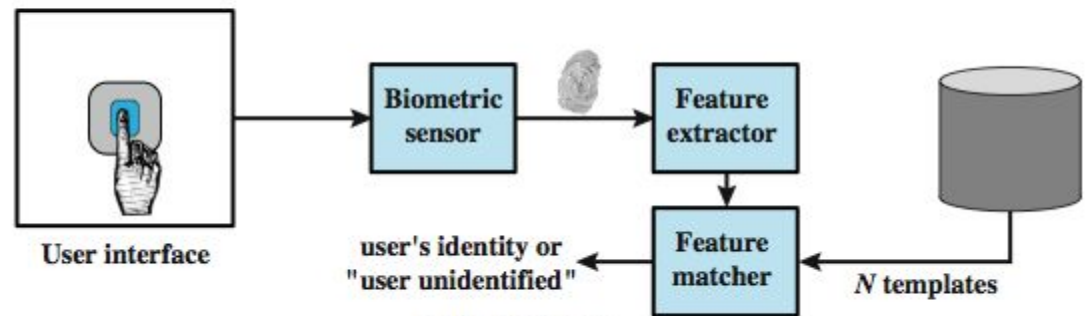 Biometric
sensor
Feature
extractor
User interface
user's identity or
"user unidentified"
Feature
matcher
N templates